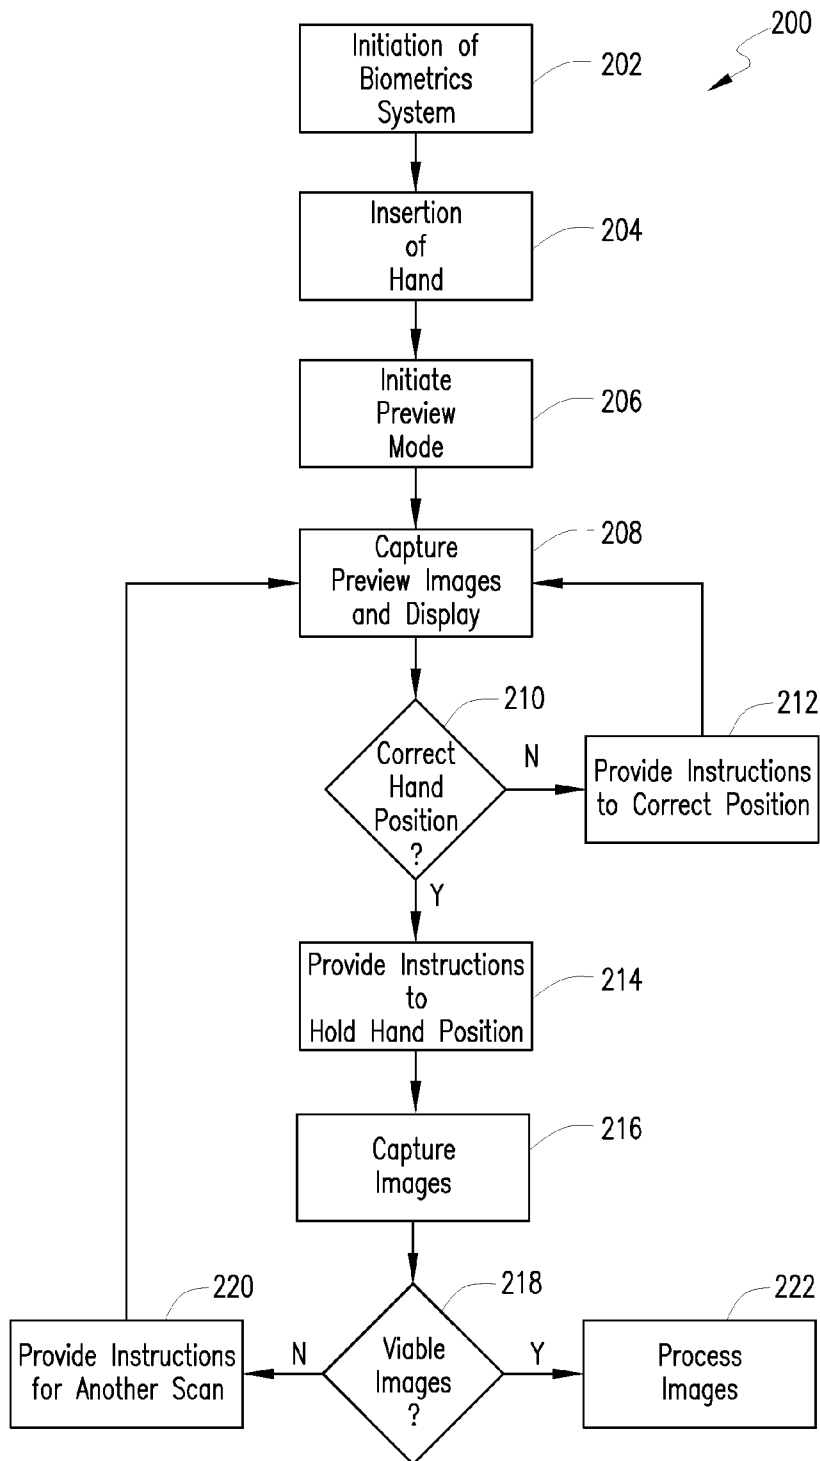 200
Initiation of
Biometrics
System
202
Insertion
of
Hand
204
Initiate
Preview
Mode
206
Capture
Preview Images
and Display
208
Correct
Hand
Position
?
210
N
Provide Instructions
to Correct Position
212
Y
Provide Instructions
to
Hold Hand Position
214
Capture
Images
216
Viable
Images
?
218
N
Provide Instructions
for Another Scan
220
Y
Process
Images
222